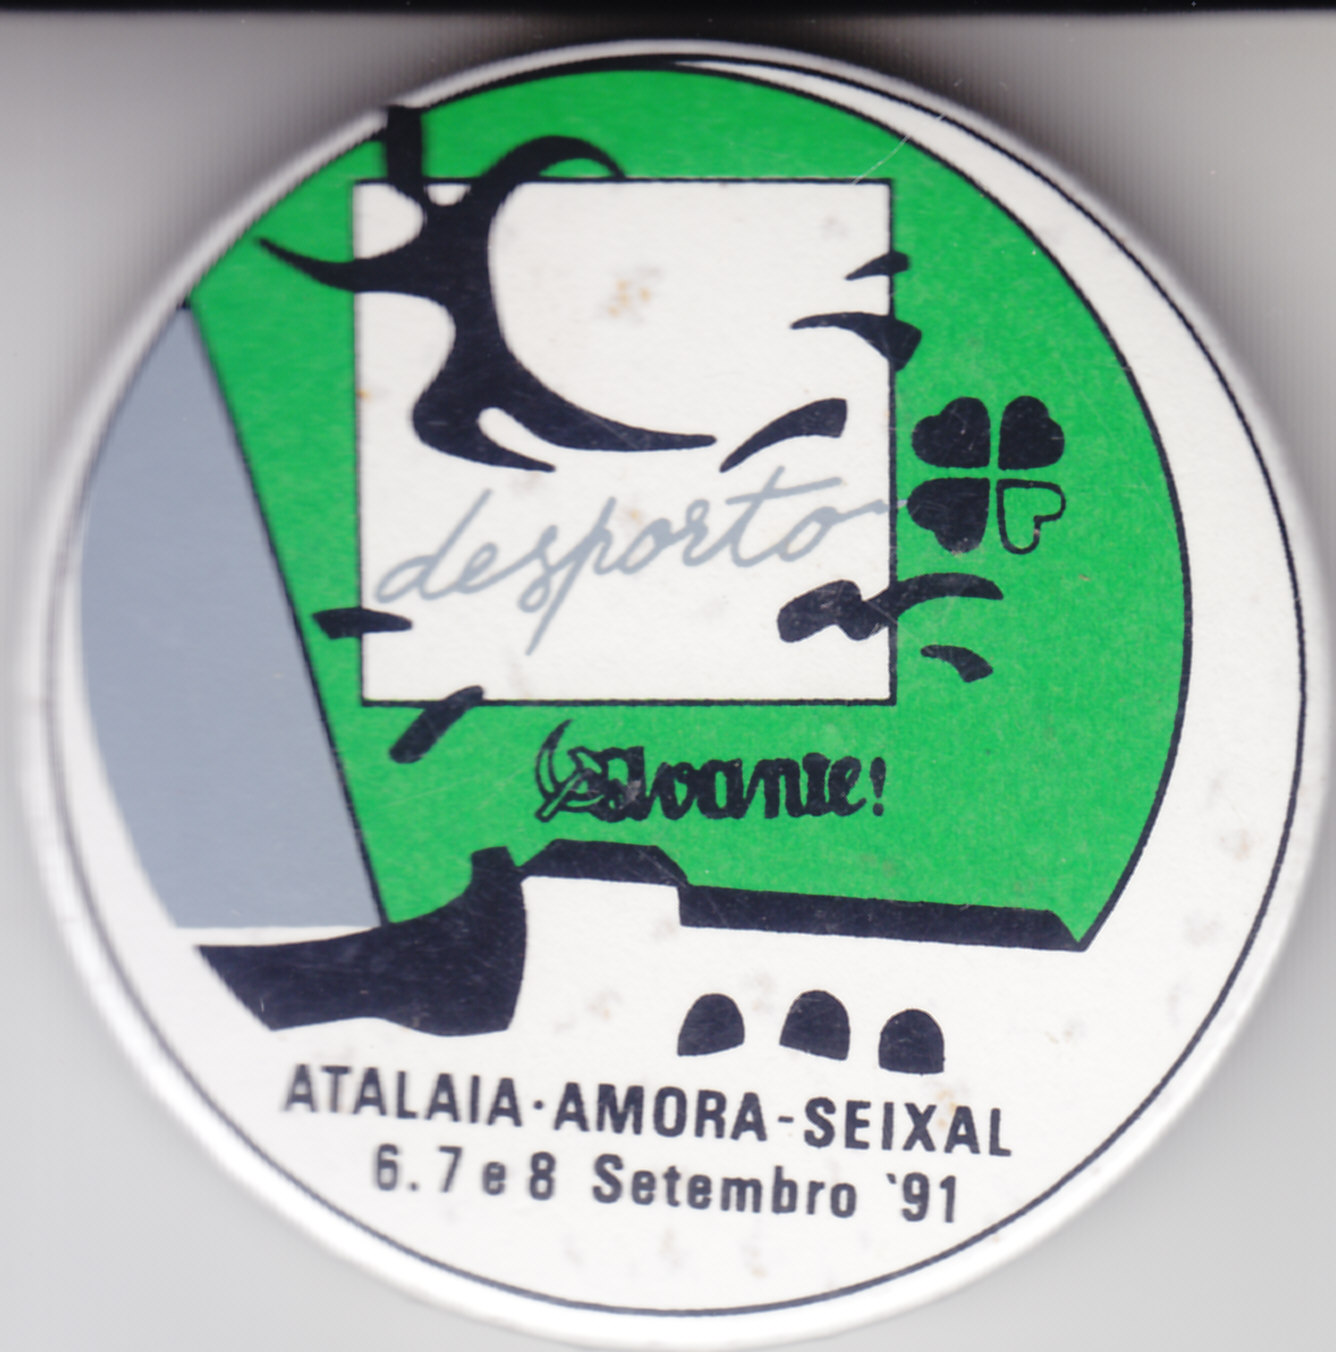 desporto
Avante!
ATALAIA·AMORA-SEIXAL
6.7 e 8 Setembro '91